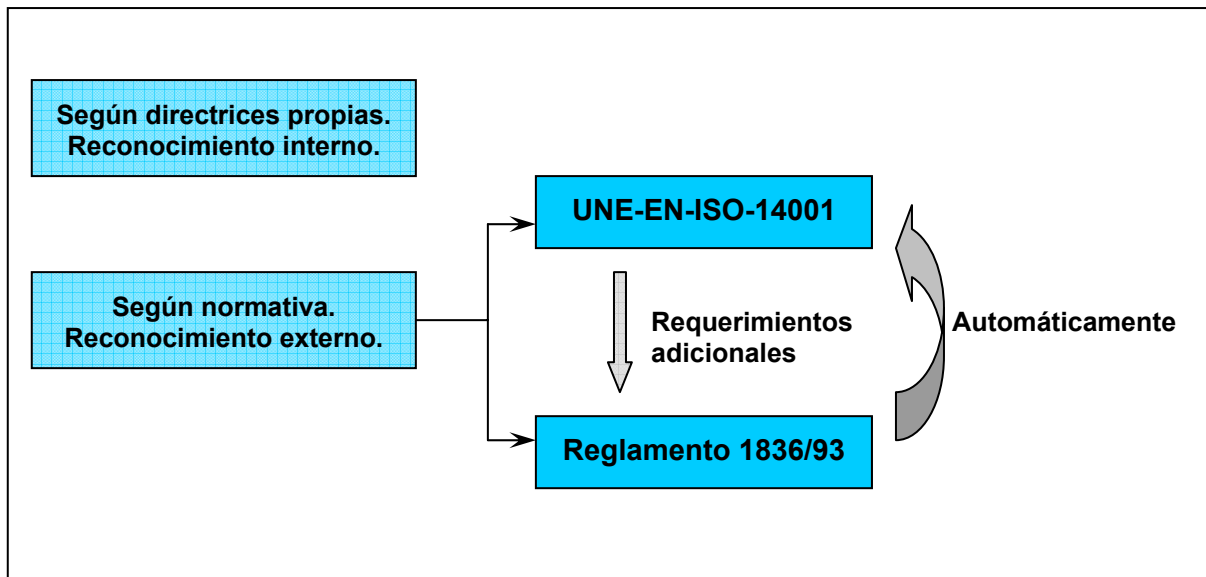 Según directrices propias.
Reconocimiento interno.
UNE-EN-ISO-14001
Según normativa.
Reconocimiento externo.
Requerimientos
adicionales
Automáticamente
Reglamento 1836/93